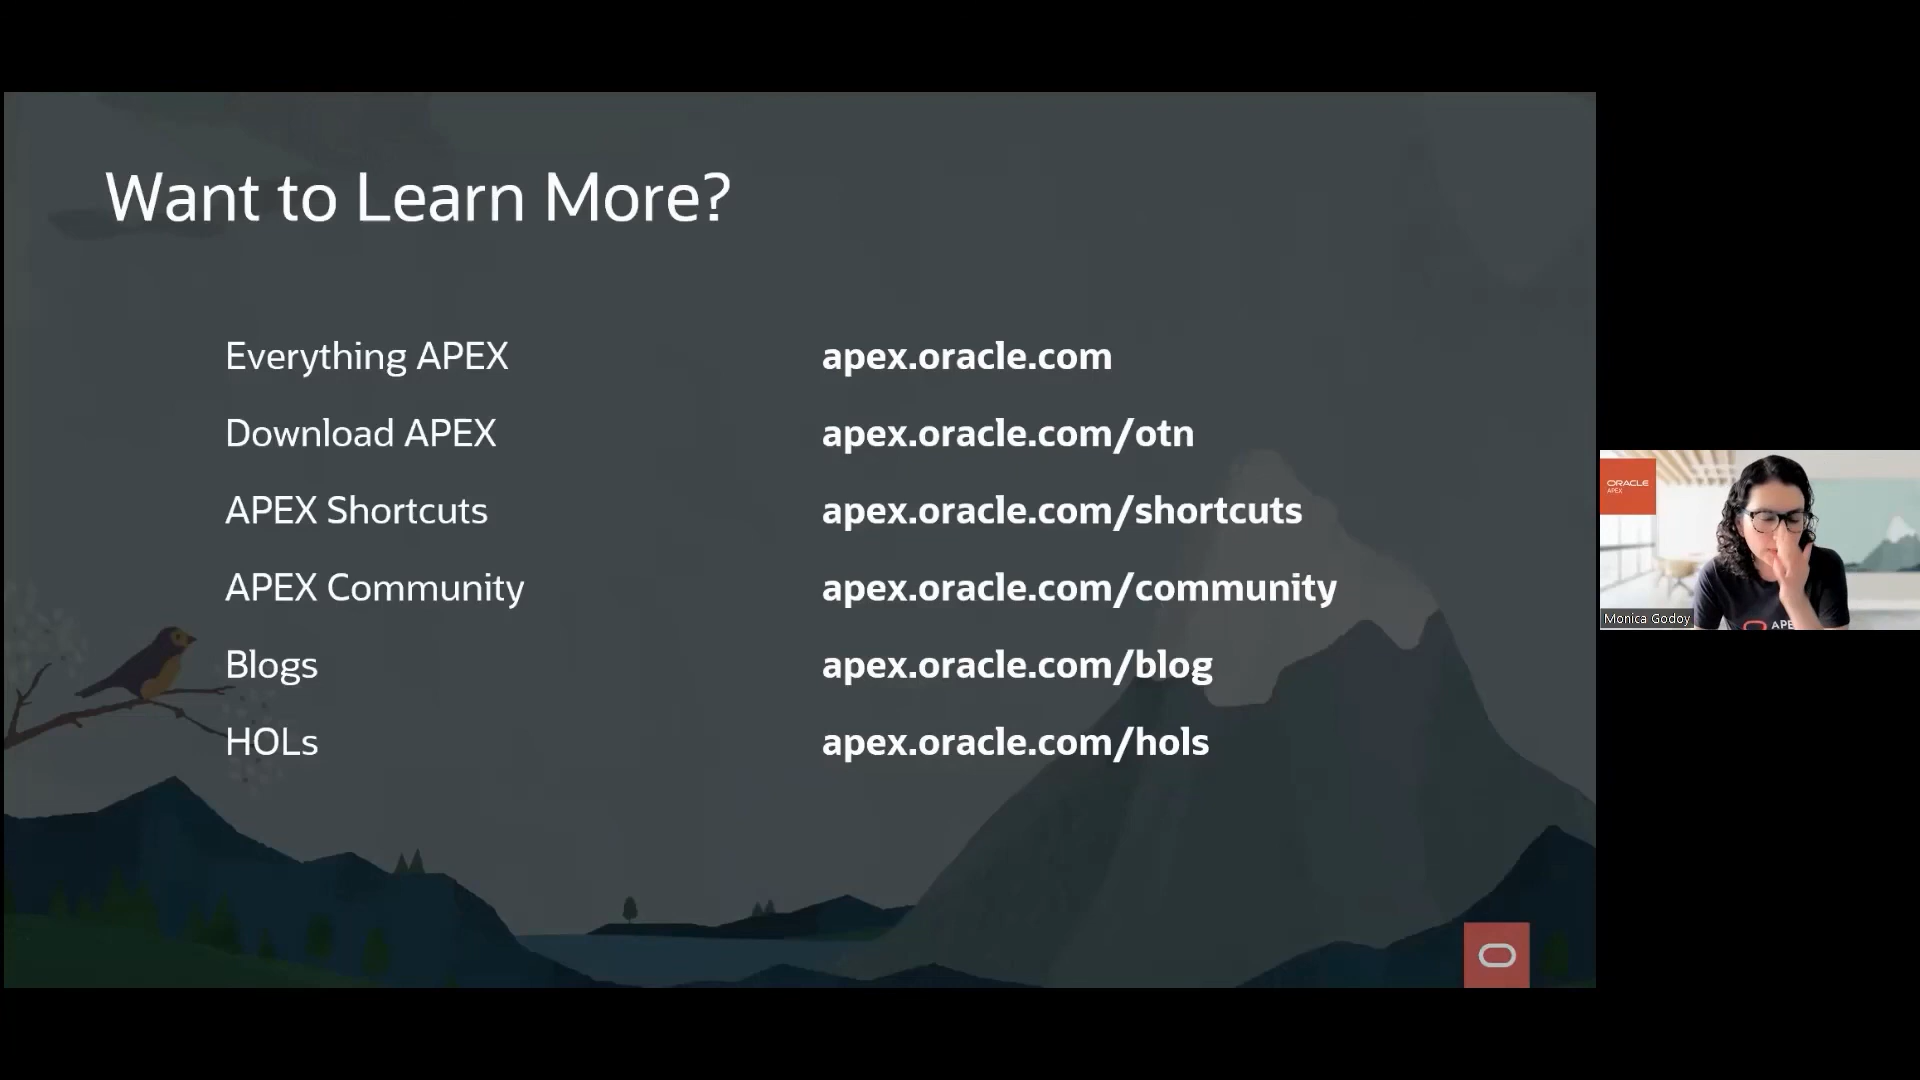 Want to Learn More?
Everything APEX apex.oracle.com
Download APEX apex.oracle.com/otn
APEX Shortcuts apex.oracle.com/shortcuts
APEX Community apex.oracle.com/community
Blogs apex.oracle.com/blog
HOLs apex.oracle.com/hols
ORACLE
APEX
Monica Godoy